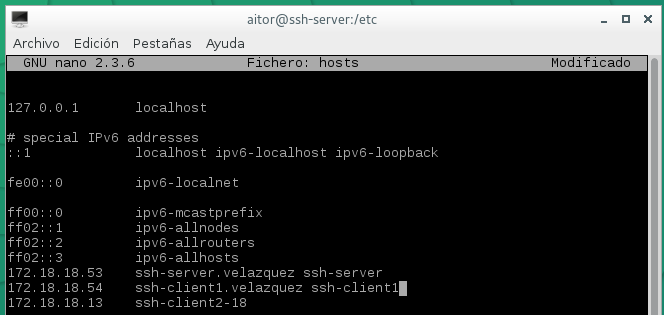 aitor@ssh-server:/etc
Archivo Edición Pestañas Ayuda
GNU nano 2.3.6 Fichero: hosts Modificado
127.0.0.1 localhost
# special IPv6 addresses
::1 localhost ipv6-localhost ipv6-loopback
fe00::0 ipv6-localnet
ff00::0 ipv6-mcastprefix
ff02::1 ipv6-allnodes
ff02::2 ipv6-allrouters
ff02::3 ipv6-allhosts
172.18.18.53 ssh-server.velazquez ssh-server
172.18.18.54 ssh-client1.velazquez ssh-client1
172.18.18.13 ssh-client2-18